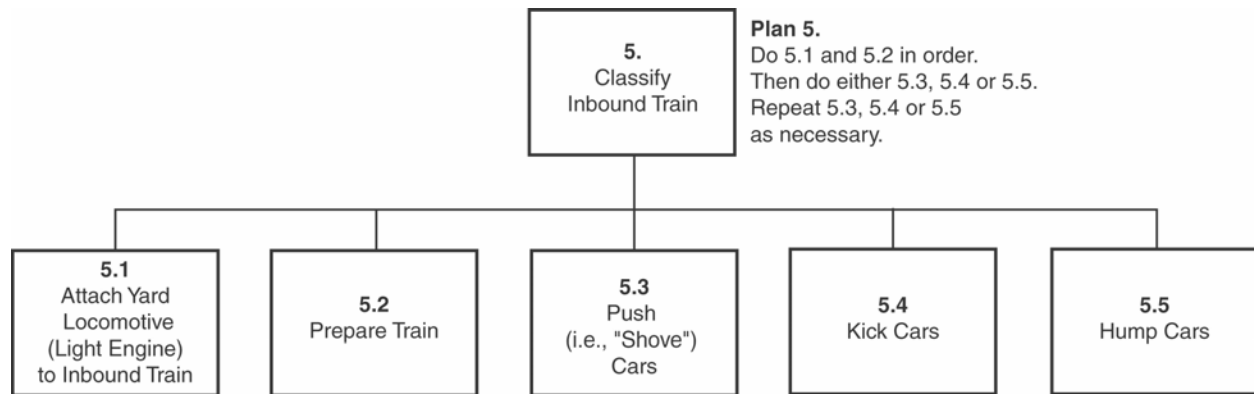 5.
Classify
Inbound Train
Plan 5.
Do 5.1 and 5.2 in order.
Then do either 5.3, 5.4 or 5.5.
Repeat 5.3, 5.4 or 5.5
as necessary.
5.1
Attach Yard
Locomotive
(Light Engine)
to Inbound Train
5.2
Prepare Train
5.3
Push
(i.e., "Shove")
Cars
5.4
Kick Cars
5.5
Hump Cars